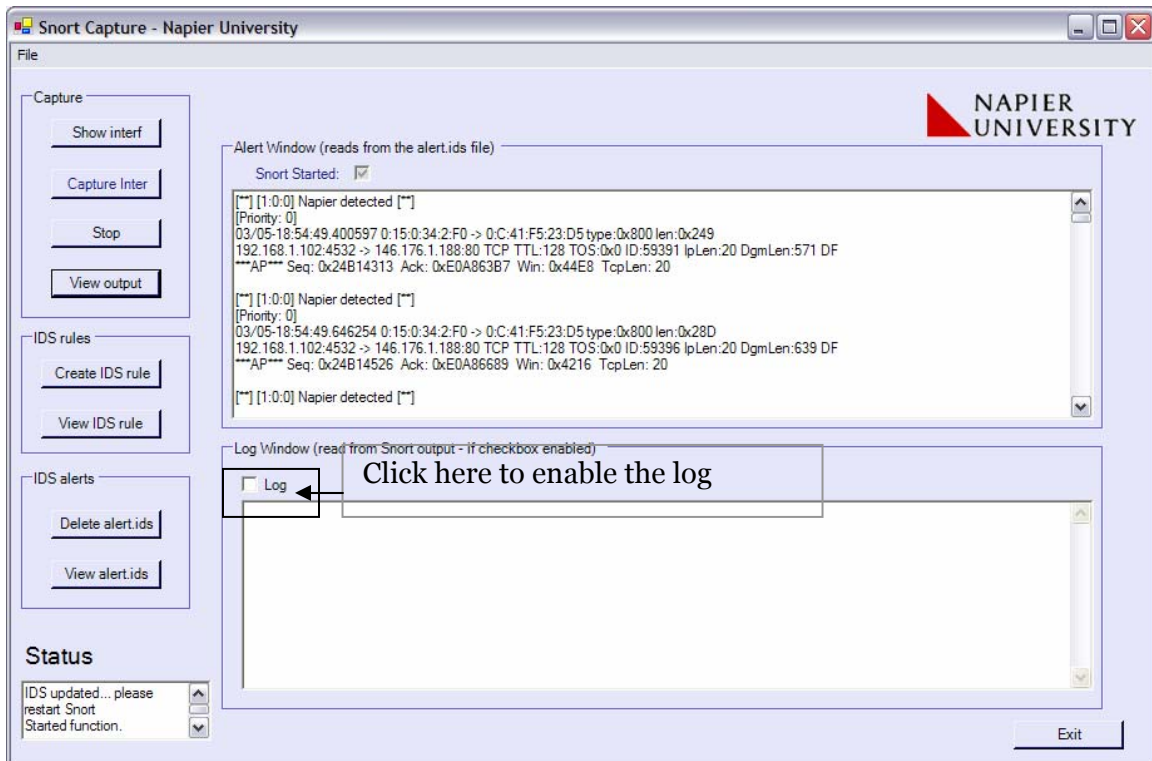 Snort Capture - Napier University
File
NAPIER
UNIVERSITY
Capture
Show interf
Capture Inter
Stop
View output
IDS rules
Create IDS rule
View IDS rule
IDS alerts
Delete alert.ids
View alert.ids
Status
IDS updated... please
restart Snort
Started function.
Alert Window (reads from the alert.ids file)
Snort Started:
[**] [1:0:0] Napier detected [**]
[Priority: 0]
03/05-18:54:49.400597 0:15:0:34:2:F0 -> 0:C:41:F5:23:D5 type:0x800 len:0x249
192.168.1.102:4532 -> 146.176.1.188:80 TCP TTL:128 TOS:0x0 ID:59391 IpLen:20 DgmLen:571 DF
***AP*** Seq: 0x24B14313 Ack: 0xE0A863B7 Win: 0x44E8 TcpLen: 20
[**] [1:0:0] Napier detected [**]
[Priority: 0]
03/05-18:54:49.646254 0:15:0:34:2:F0 -> 0:C:41:F5:23:D5 type:0x800 len:0x28D
192.168.1.102:4532 -> 146.176.1.188:80 TCP TTL:128 TOS:0x0 ID:59396 IpLen:20 DgmLen:639 DF
***AP*** Seq: 0x24B14526 Ack: 0xE0A86689 Win: 0x4216 TcpLen: 20
[**] [1:0:0] Napier detected [**]
Log Window (read from Snort output - if checkbox enabled)
Log
Click here to enable the log
Exit